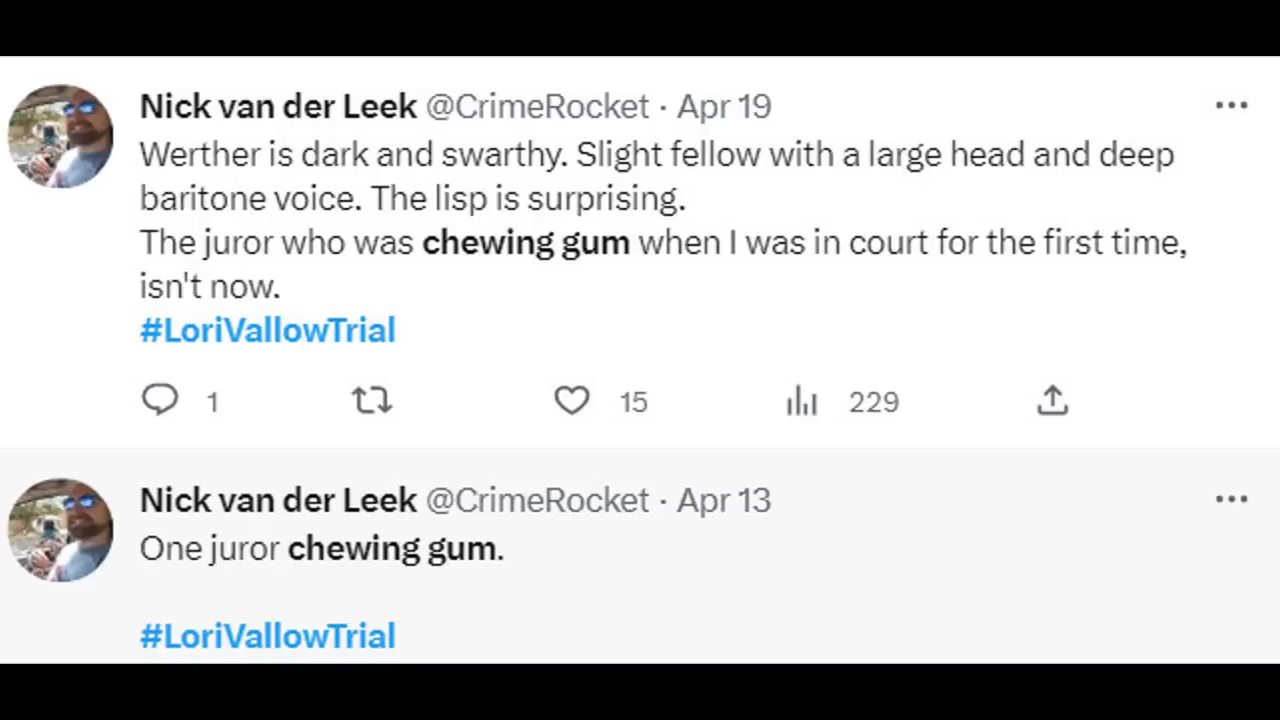 Nick van der Leek @CrimeRocket · Apr 19
Werther is dark and swarthy. Slight fellow with a large head and deep
baritone voice. The lisp is surprising.
The juror who was chewing gum when I was in court for the first time,
isn't now.
#LoriVallowTrial
1 15 229
Nick van der Leek @CrimeRocket · Apr 13
One juror chewing gum.
#LoriVallowTrial